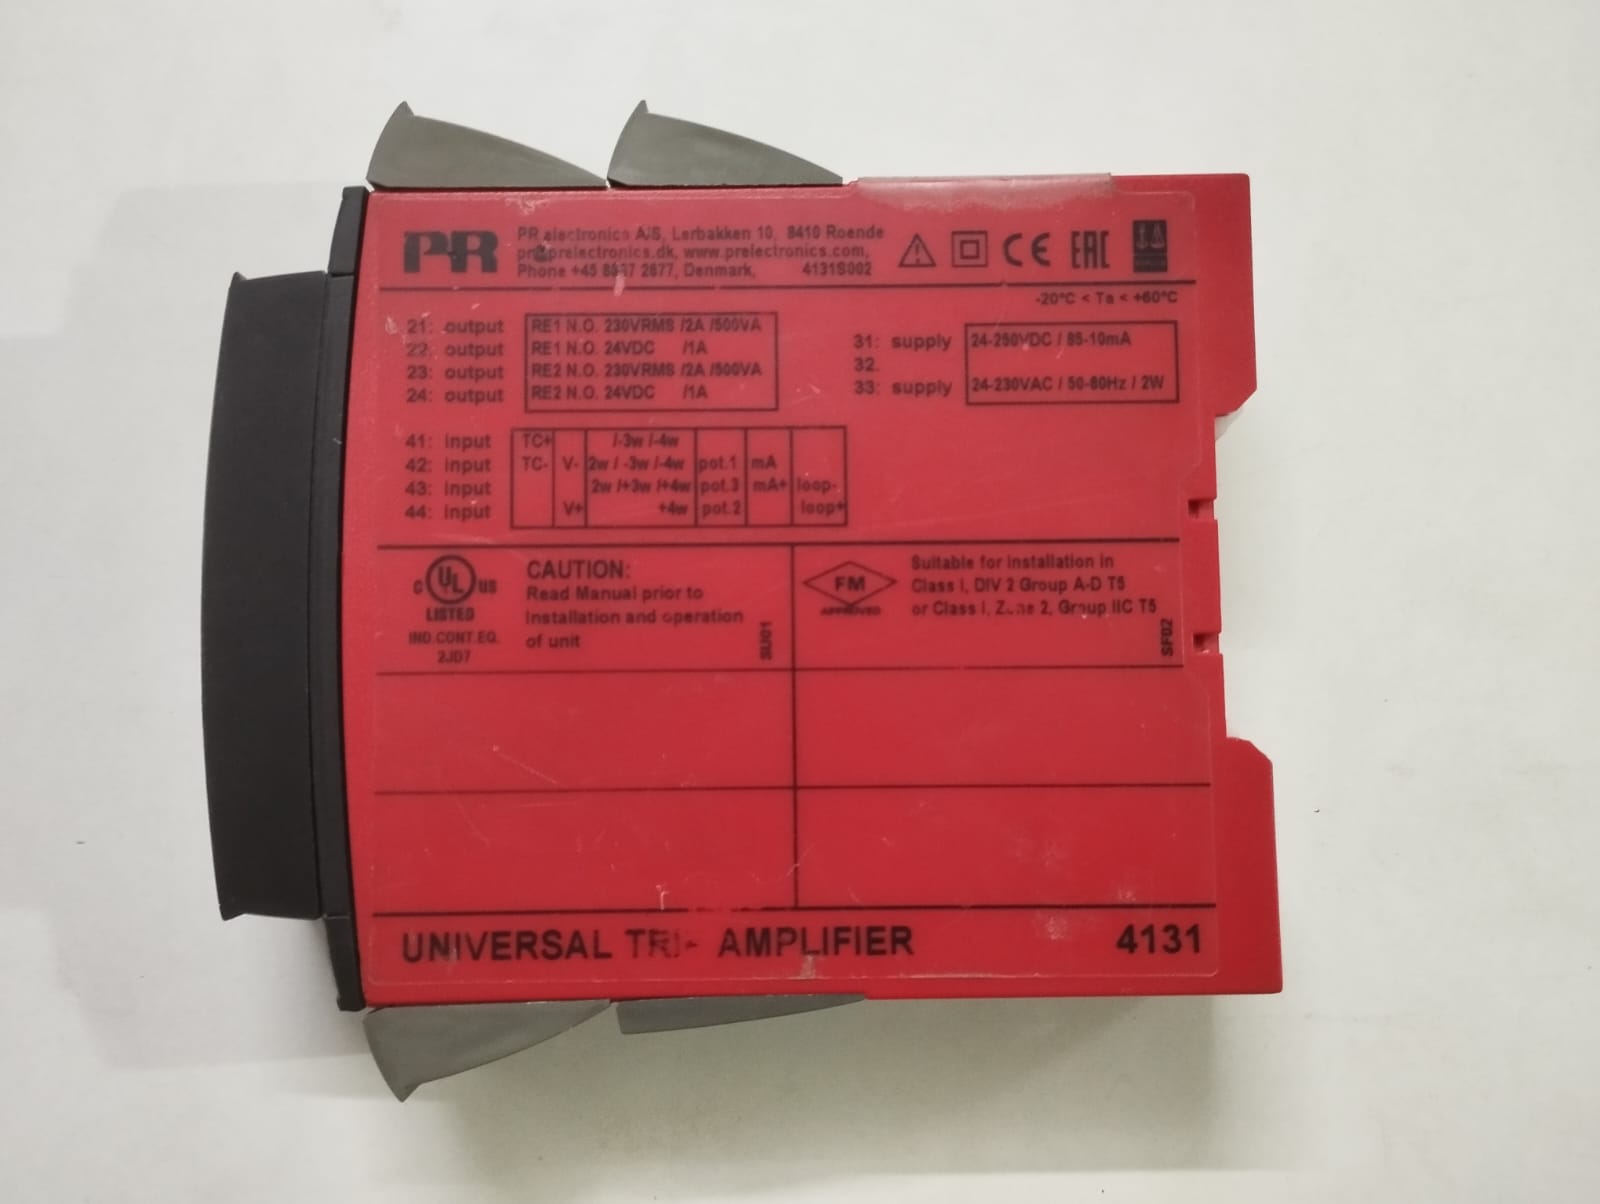 PR
PR electronics A/S, Lerbakken 10, 8410 Roende
pr@prelectronics.dk, www.prelectronics.com,
Phone +45 8637 2677, Denmark, 4131S002
CE EAC
-20°C < Ta < +60°C
21: output RE1 N.O. 230VRMS /2A /500VA
22: output RE1 N.O. 24VDC /1A
23: output RE2 N.O. 230VRMS /2A /500VA
24: output RE2 N.O. 24VDC /1A
31: supply 24-250VDC / 85-10mA
32.
33: supply 24-230VAC / 50-60Hz / 2W
41: input TC+ /-3w /-4w
42: input TC- V- 2w / -3w /-4w pot.1 mA
43: input 2w /+3w /+4w pot.3 mA+ loop-
44: input V+ +4w pot.2 loop+
C UL US
LISTED
IND.CONT.EQ.
2JD7
CAUTION:
Read Manual prior to
Installation and operation
of unit
SU01
FM
APPROVED
Suitable for installation in
Class I, DIV 2 Group A-D T5
or Class I, Zone 2, Group IIC T5
SF02
UNIVERSAL TRI- AMPLIFIER 4131